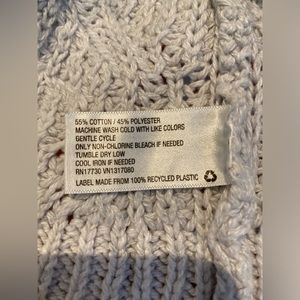 55% COTTON / 45% POLYESTER
MACHINE WASH COLD WITH LIKE COLORS
GENTLE CYCLE
ONLY NON-CHLORINE BLEACH IF NEEDED
TUMBLE DRY LOW
COOL IRON IF NEEDED
RN17730 VN1317080
LABEL MADE FROM 100% RECYCLED PLASTIC